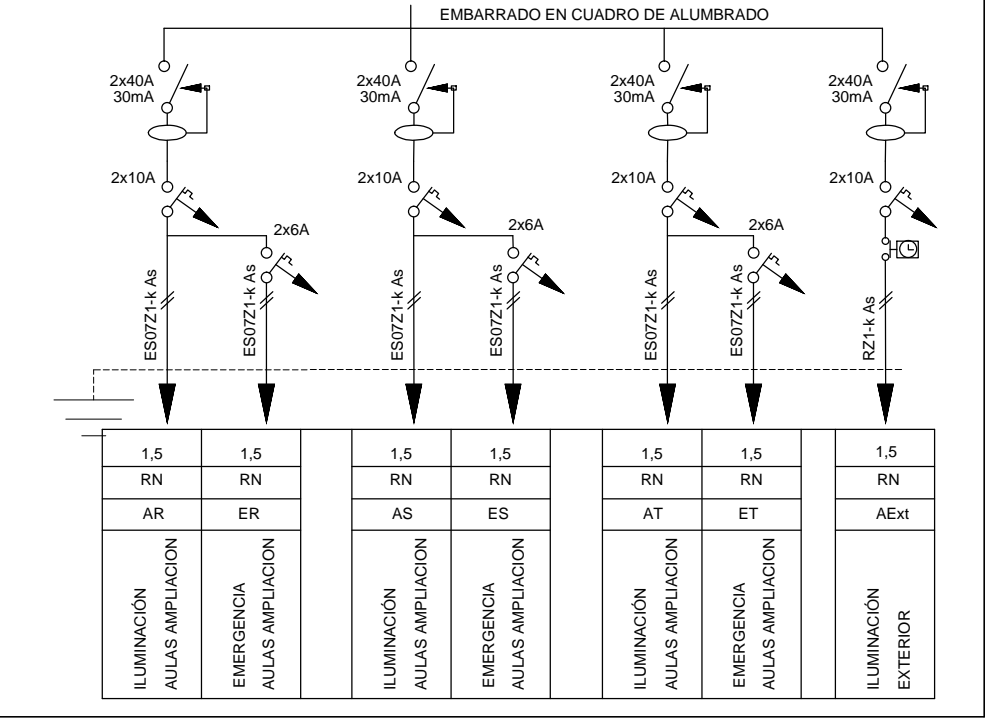 EMBARRADO EN CUADRO DE ALUMBRADO
2x40A
30mA
2x40A
30mA
2x40A
30mA
2x40A
30mA
2x10A
2x10A
2x10A
2x10A
2x6A
2x6A
2x6A
ES07Z1-k As
ES07Z1-k As
ES07Z1-k As
ES07Z1-k As
ES07Z1-k As
ES07Z1-k As
RZ1-k As
1,5
1,5
1,5
1,5
1,5
1,5
1,5
RN
RN
RN
RN
RN
RN
RN
AR
ER
AS
ES
AT
ET
AExt
ILUMINACIÓN
AULAS AMPLIACION
EMERGENCIA
AULAS AMPLIACION
ILUMINACIÓN
AULAS AMPLIACION
EMERGENCIA
AULAS AMPLIACION
ILUMINACIÓN
AULAS AMPLIACION
EMERGENCIA
AULAS AMPLIACION
ILUMINACIÓN
EXTERIOR